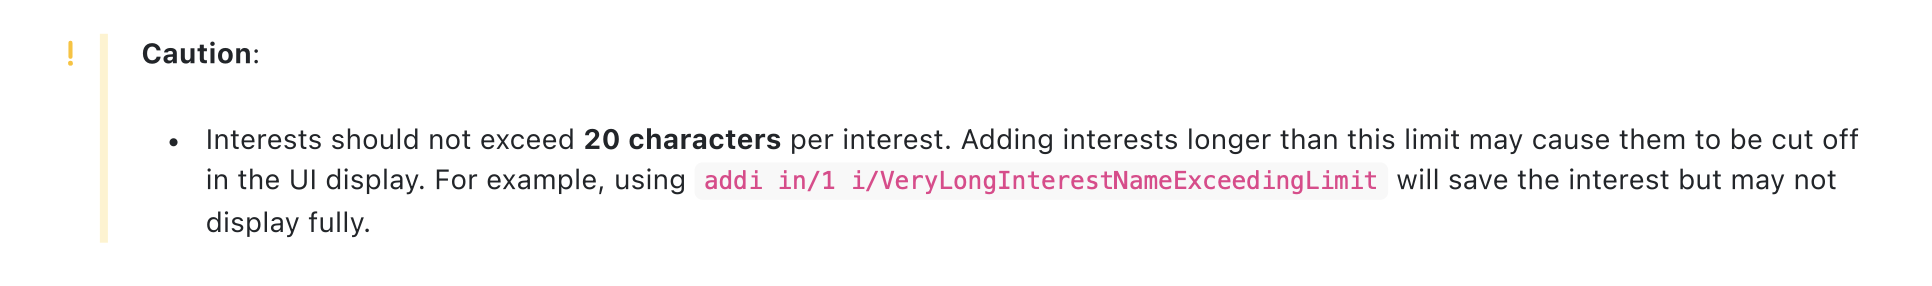 ! Caution:
• Interests should not exceed 20 characters per interest. Adding interests longer than this limit may cause them to be cut off
in the UI display. For example, using addi in/1 i/VeryLongInterestNameExceedingLimit will save the interest but may not
display fully.